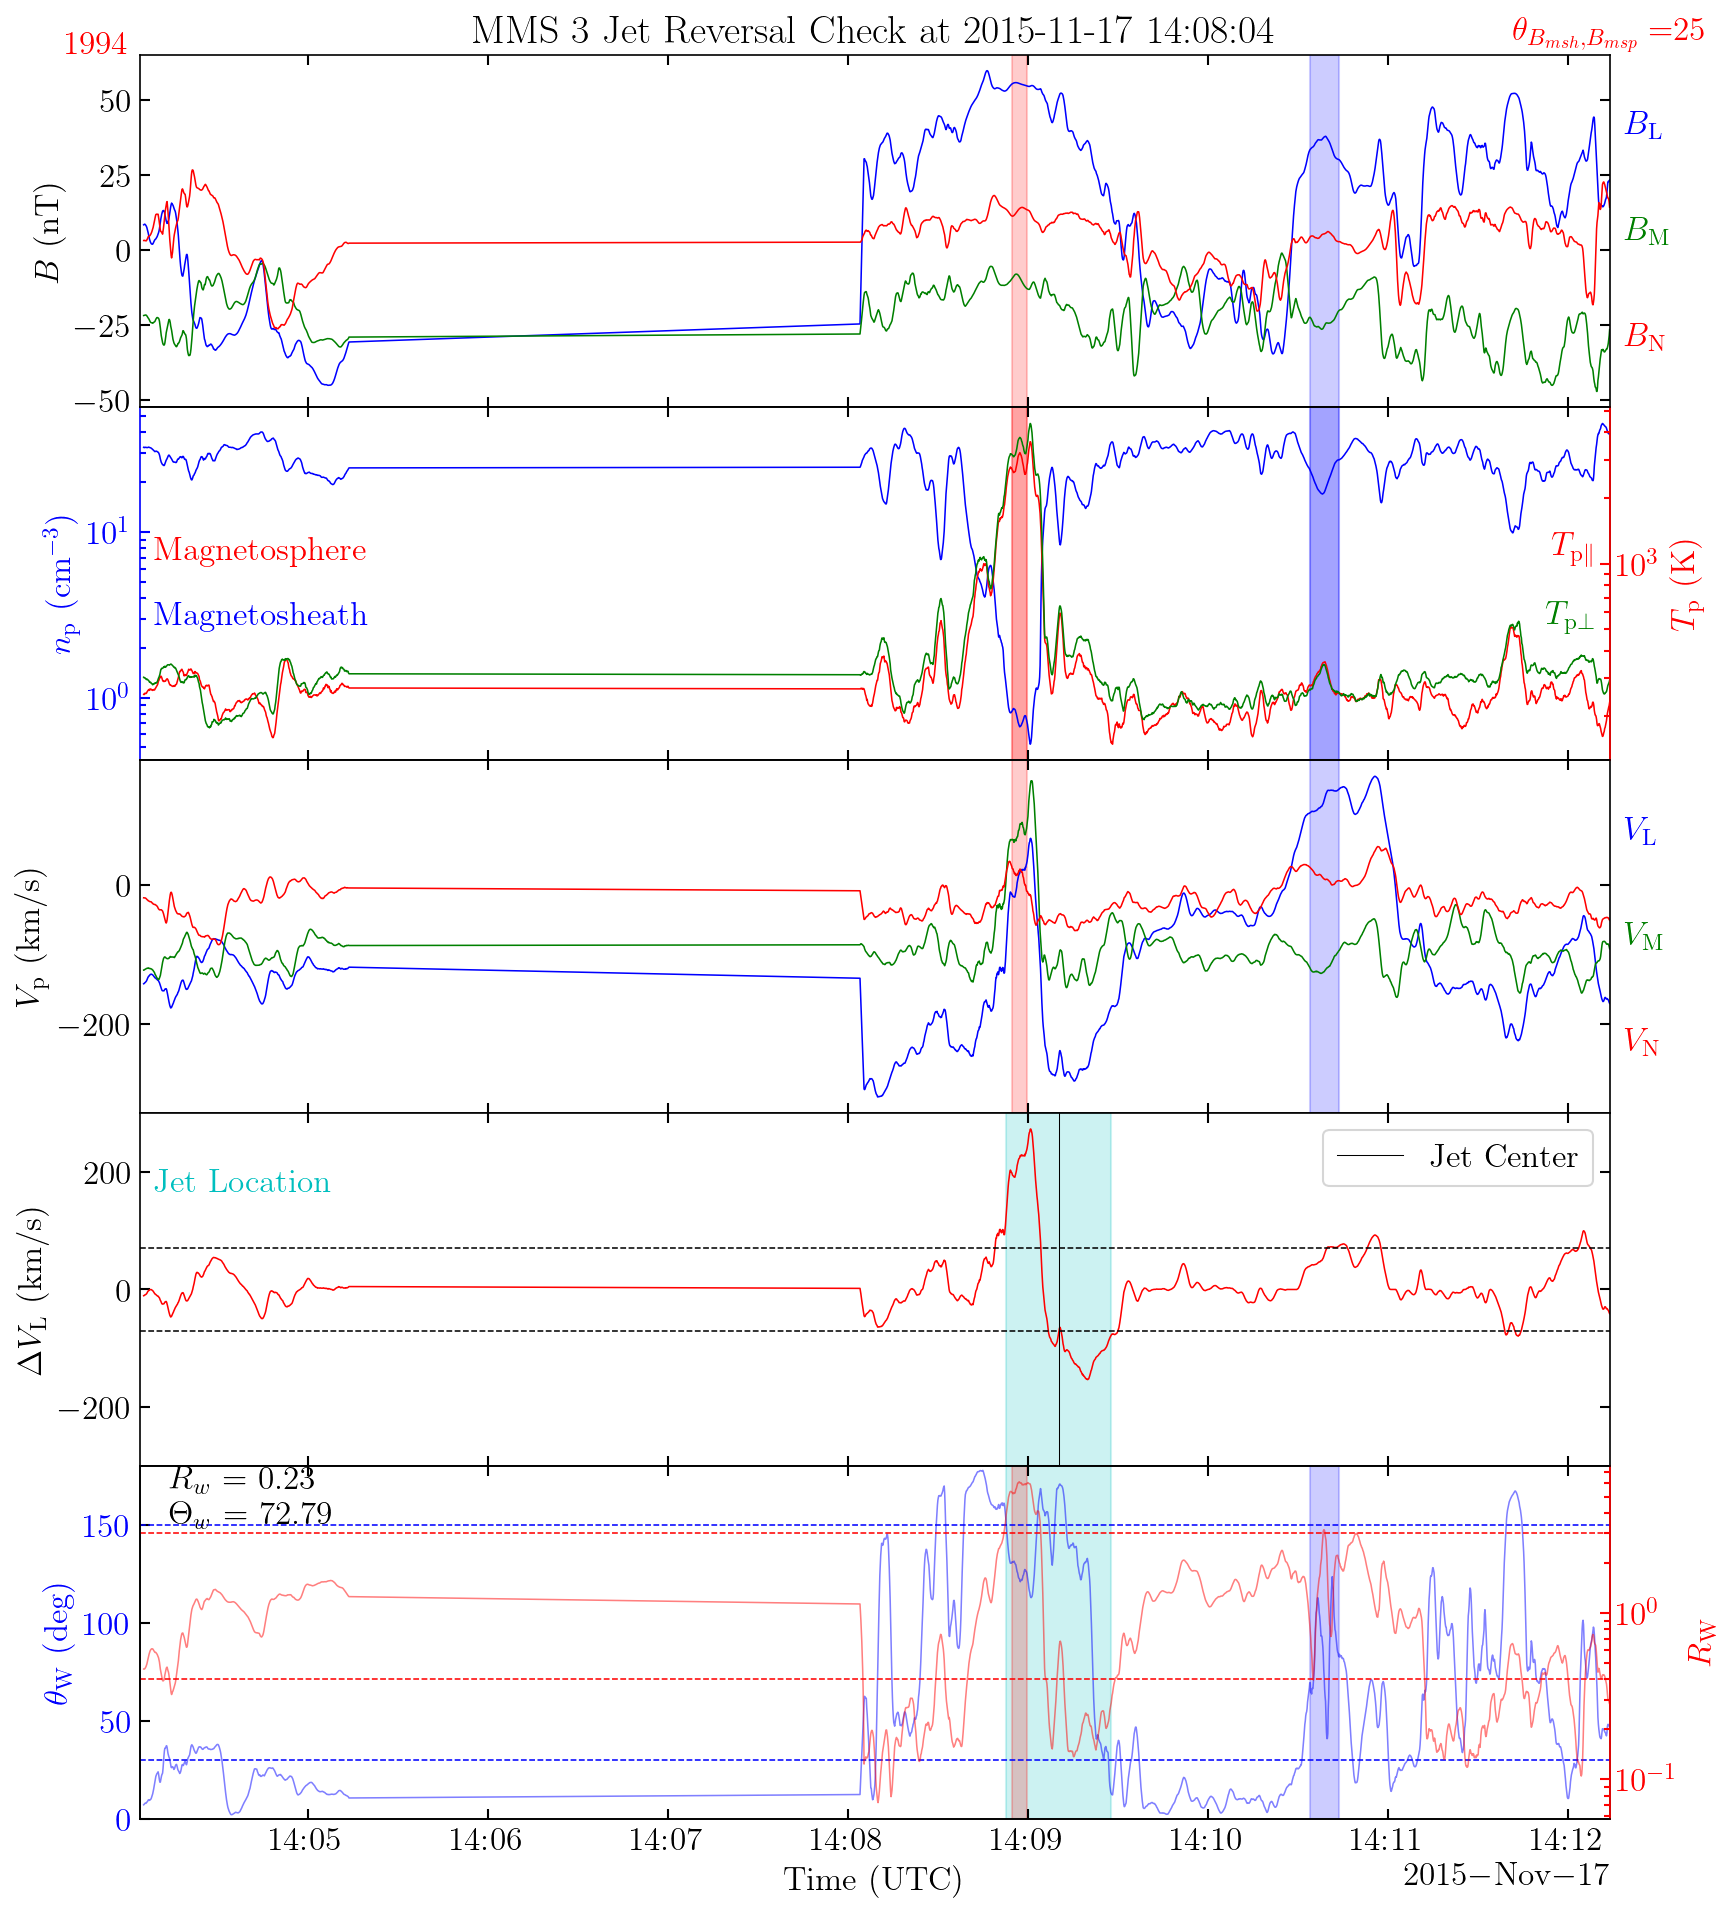 MMS 3 Jet Reversal Check at 2015-11-17 14:08:04
1994
θ_{B_{msh},B_{msp}} =25
50
25
0
−25
−50
B (nT)
B_L
B_M
B_N
10^1
10^0
n_p (cm^{−3})
Magnetosphere
Magnetosheath
T_{p∥}
T_{p⊥}
10^3
T_p (K)
0
−200
V_p (km/s)
V_L
V_M
V_N
200
0
−200
ΔV_L (km/s)
Jet Location
Jet Center
R_w = 0.23
Θ_w = 72.79
150
100
50
0
θ_W (deg)
10^0
10^{−1}
R_W
14:05 14:06 14:07 14:08 14:09 14:10 14:11 14:12
Time (UTC)
2015−Nov−17